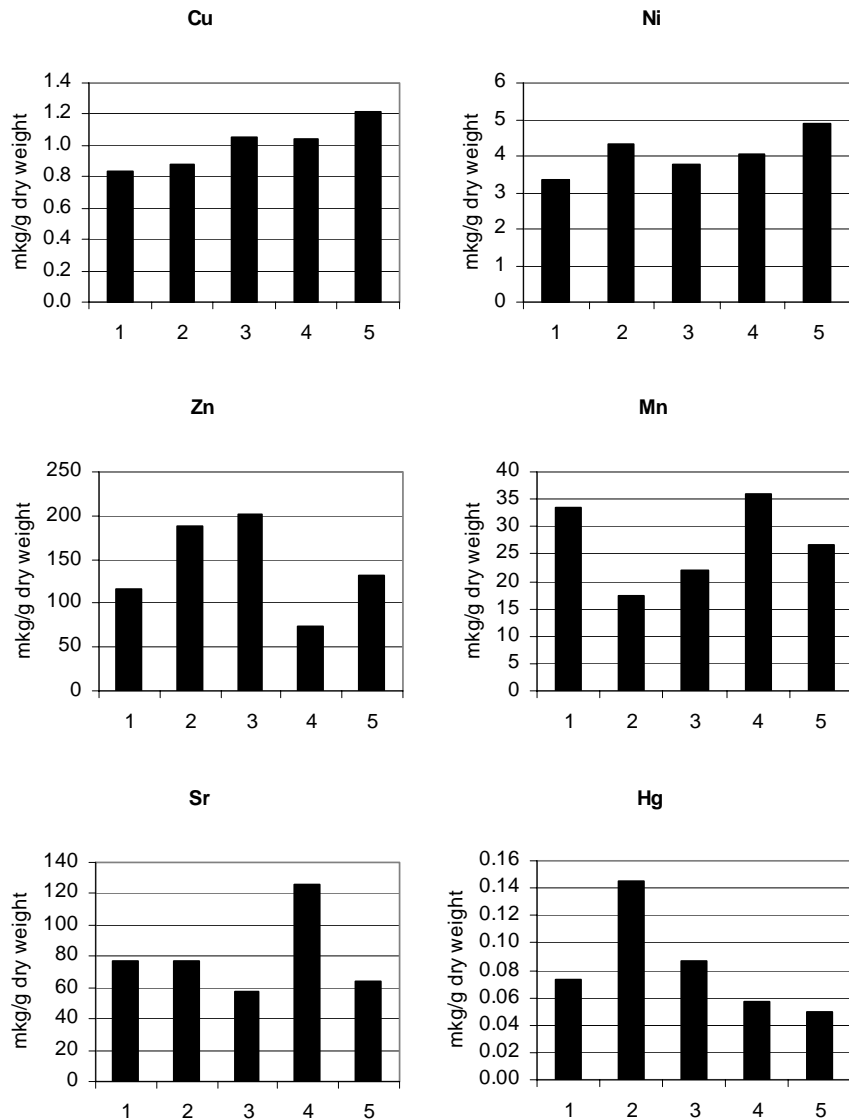 Cu
mkg/g dry weight
1.4
1.2
1.0
0.8
0.6
0.4
0.2
0.0
1 2 3 4 5
Ni
mkg/g dry weight
6
5
4
3
2
1
0
1 2 3 4 5
Zn
mkg/g dry weight
250
200
150
100
50
0
1 2 3 4 5
Mn
mkg/g dry weight
40
35
30
25
20
15
10
5
0
1 2 3 4 5
Sr
mkg/g dry weight
140
120
100
80
60
40
20
0
1 2 3 4 5
Hg
mkg/g dry weight
0.16
0.14
0.12
0.10
0.08
0.06
0.04
0.02
0.00
1 2 3 4 5